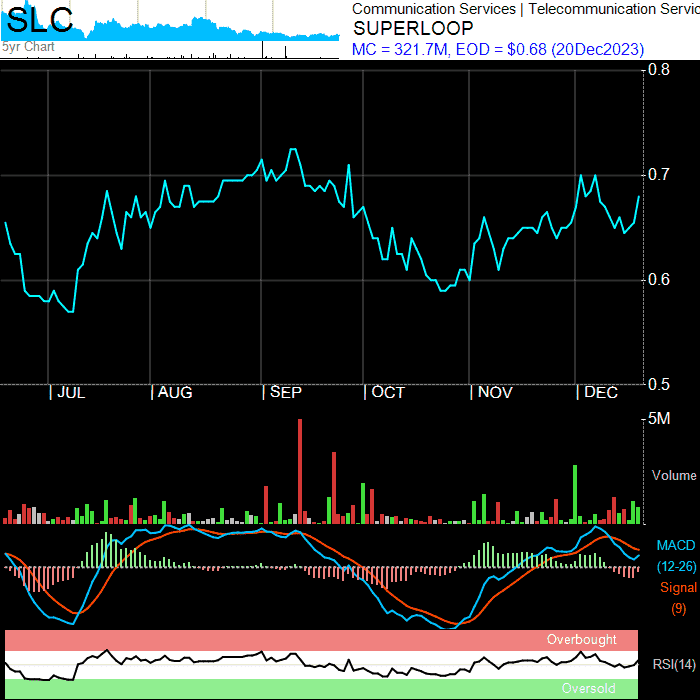 SLC
5yr Chart
Communication Services | Telecommunication Servic
SUPERLOOP
MC = 321.7M, EOD = $0.68 (20Dec2023)
0.8
0.7
0.6
0.5
| JUL | AUG | SEP | OCT | NOV | DEC
5M
Volume
MACD
(12-26)
Signal
(9)
Overbought
RSI(14)
Oversold